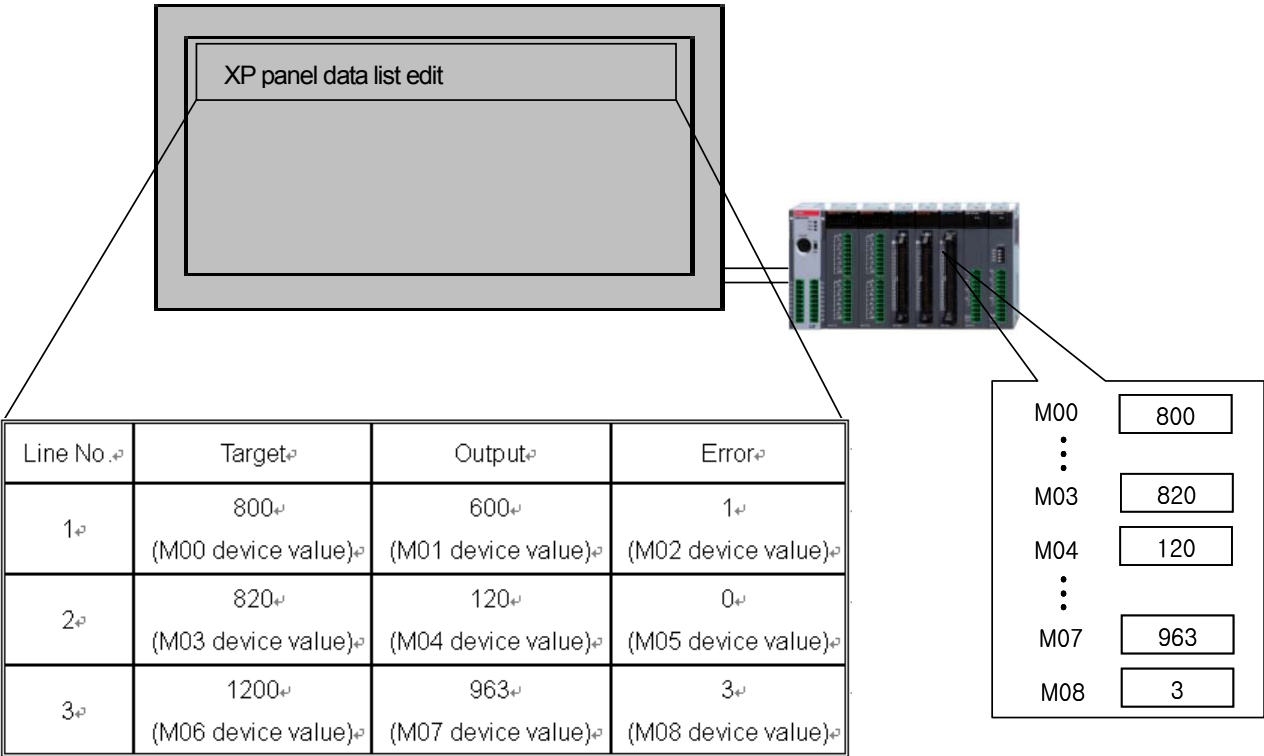 XP panel data list edit
Line No. Target Output Error
1 800 600 1
(M00 device value) (M01 device value) (M02 device value)
2 820 120 0
(M03 device value) (M04 device value) (M05 device value)
3 1200 963 3
(M06 device value) (M07 device value) (M08 device value)
M00 800
M03 820
M04 120
M07 963
M08 3